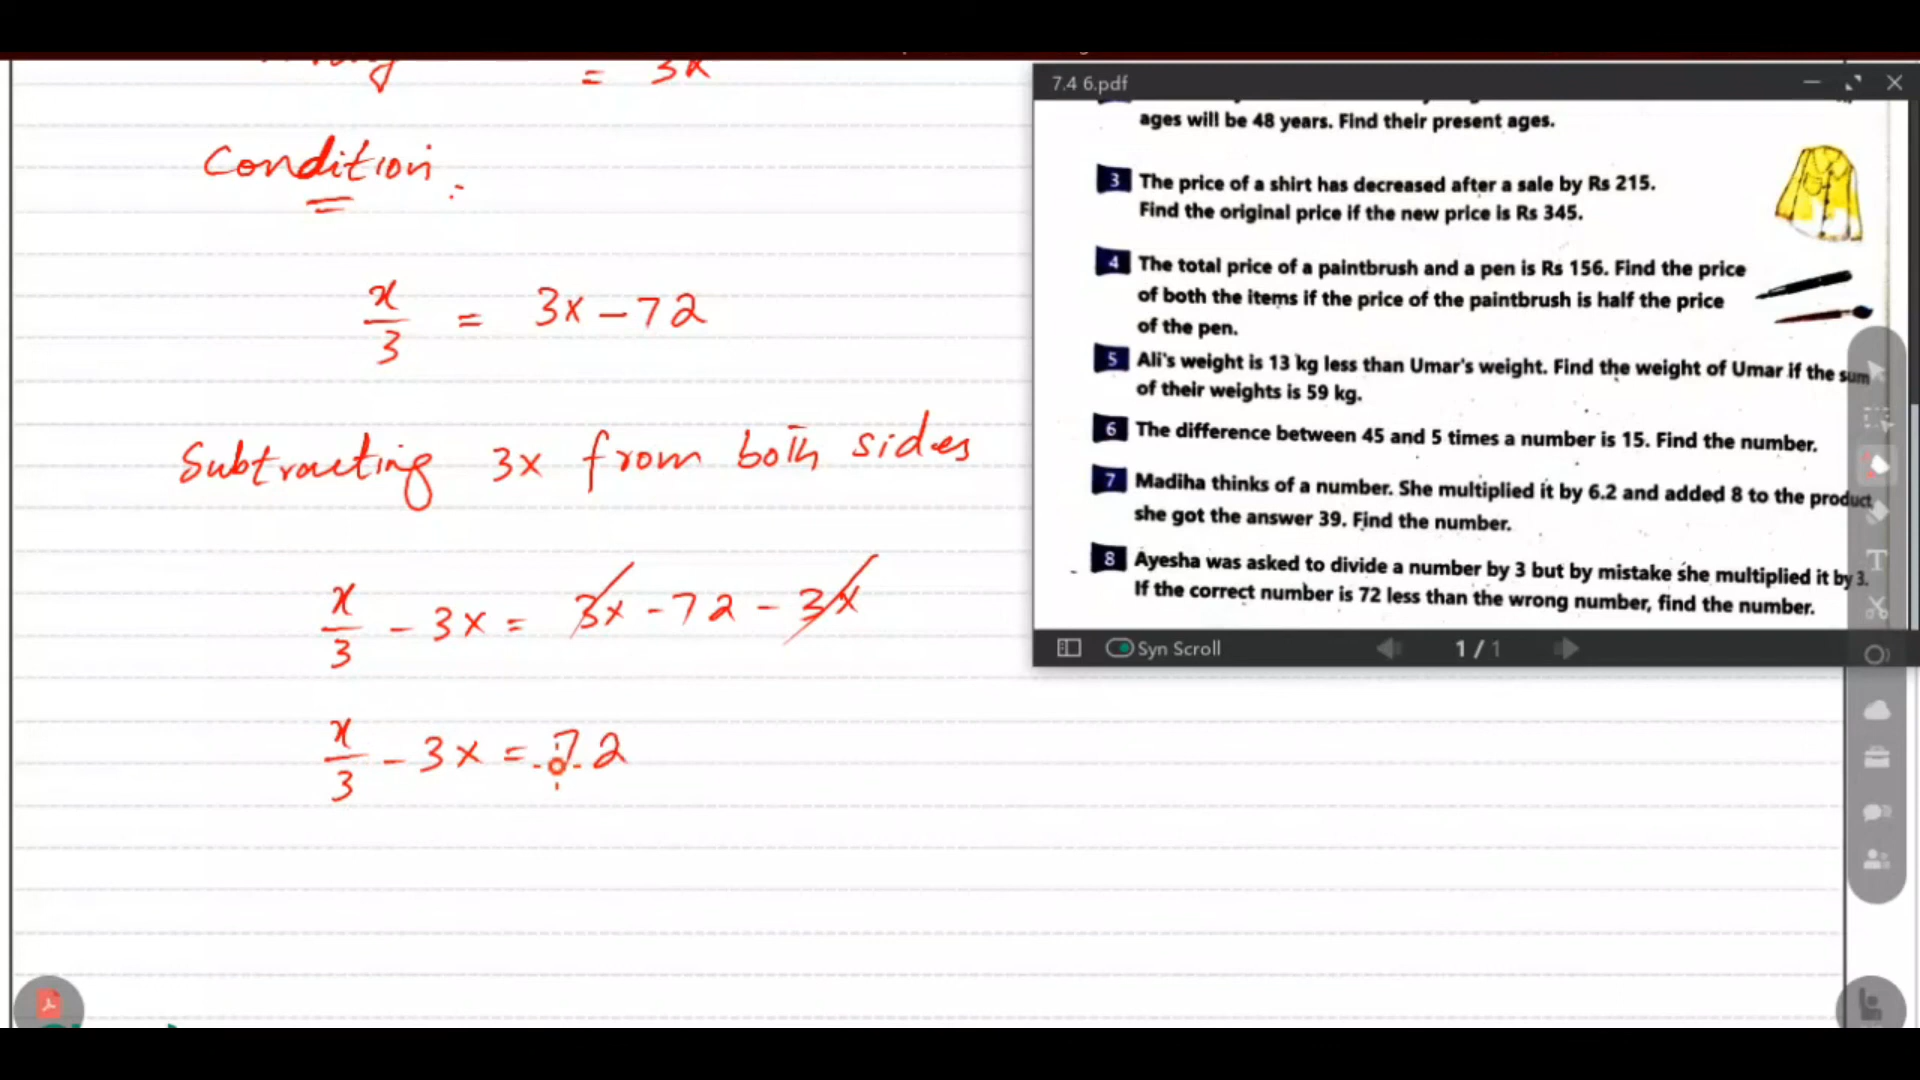 = 3x
Condition :
x/3 = 3x - 72
Subtracting 3x from both sides
x/3 - 3x = 3x - 72 - 3x
x/3 - 3x = 72
7.4 6.pdf
ages will be 48 years. Find their present ages.
3 The price of a shirt has decreased after a sale by Rs 215.
Find the original price if the new price is Rs 345.
4 The total price of a paintbrush and a pen is Rs 156. Find the price
of both the items if the price of the paintbrush is half the price
of the pen.
5 Ali's weight is 13 kg less than Umar's weight. Find the weight of Umar if the sum
of their weights is 59 kg.
6 The difference between 45 and 5 times a number is 15. Find the number.
7 Madiha thinks of a number. She multiplied it by 6.2 and added 8 to the product
she got the answer 39. Find the number.
8 Ayesha was asked to divide a number by 3 but by mistake she multiplied it by 3.
If the correct number is 72 less than the wrong number, find the number.
Syn Scroll
1 / 1